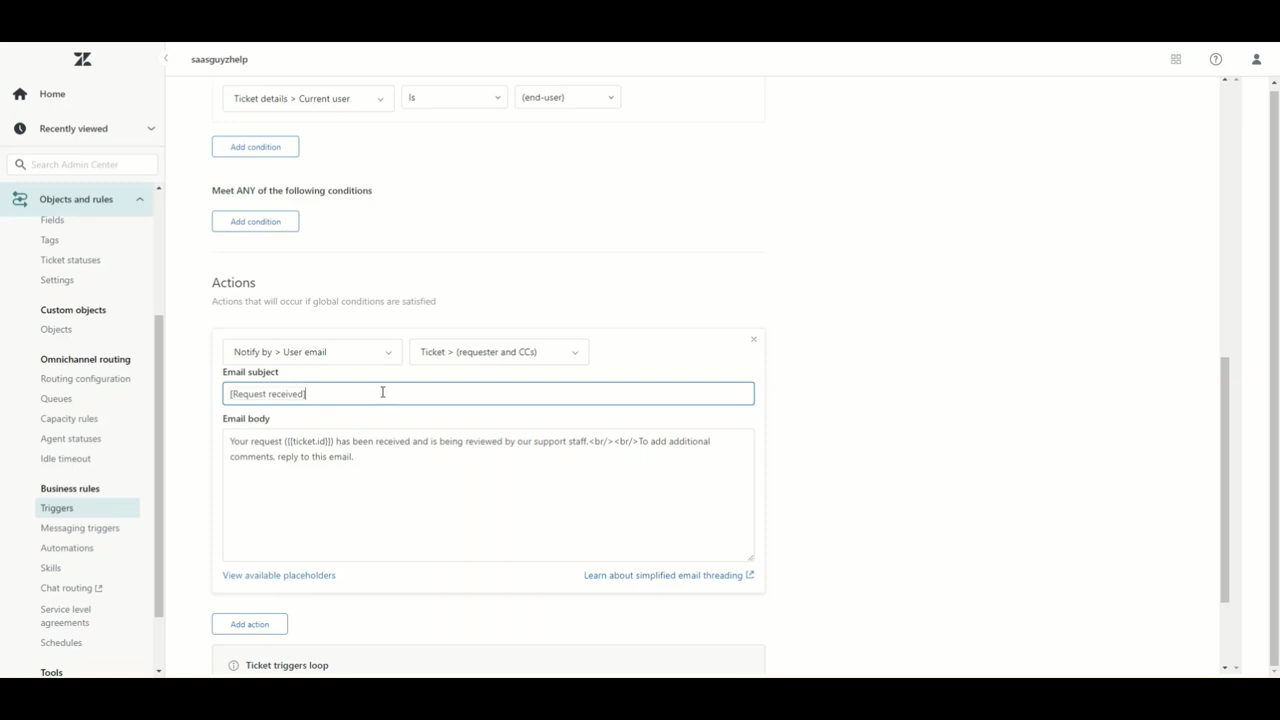 saasguyzhelp
Home
Recently viewed
Search Admin Center
Objects and rules
Fields
Tags
Ticket statuses
Settings
Custom objects
Objects
Omnichannel routing
Routing configuration
Queues
Capacity rules
Agent statuses
Idle timeout
Business rules
Triggers
Messaging triggers
Automations
Skills
Chat routing
Service level
agreements
Schedules
Tools
Ticket details > Current user
Is
(end-user)
Add condition
Meet ANY of the following conditions
Add condition
Actions
Actions that will occur if global conditions are satisfied
Notify by > User email
Ticket > (requester and CCs)
Email subject
[Request received]
Email body
Your request ({{ticket.id}}) has been received and is being reviewed by our support staff.<br/><br/>To add additional
comments, reply to this email.
View available placeholders
Learn about simplified email threading
Add action
Ticket triggers loop